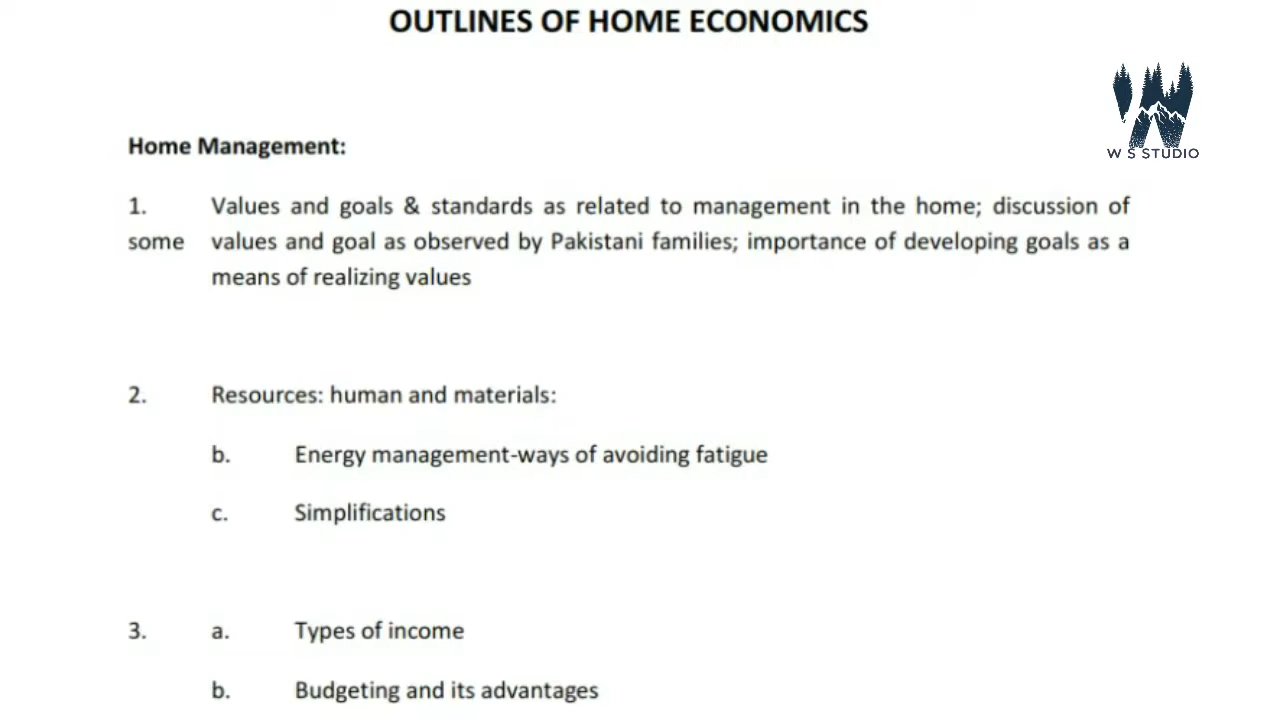 OUTLINES OF HOME ECONOMICS
W S STUDIO
Home Management:
1. Values and goals & standards as related to management in the home; discussion of
some values and goal as observed by Pakistani families; importance of developing goals as a
means of realizing values
2. Resources: human and materials:
b. Energy management-ways of avoiding fatigue
c. Simplifications
3. a. Types of income
b. Budgeting and its advantages